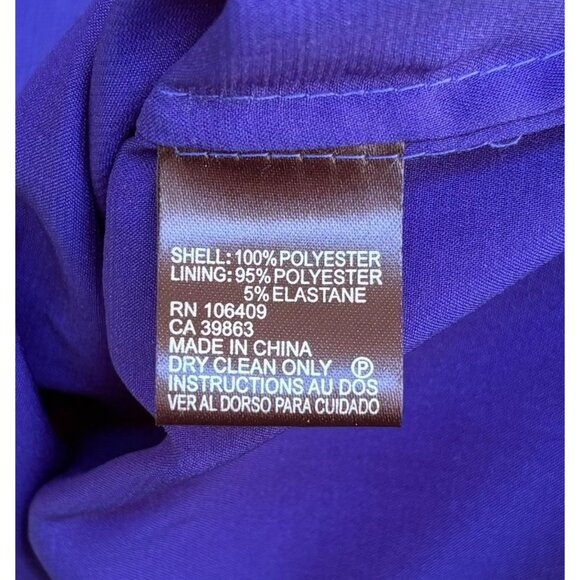 SHELL: 100% POLYESTER
LINING: 95% POLYESTER
5% ELASTANE
RN 106409
CA 39863
MADE IN CHINA
DRY CLEAN ONLY Ⓟ
INSTRUCTIONS AU DOS
VER AL DORSO PARA CUIDADO